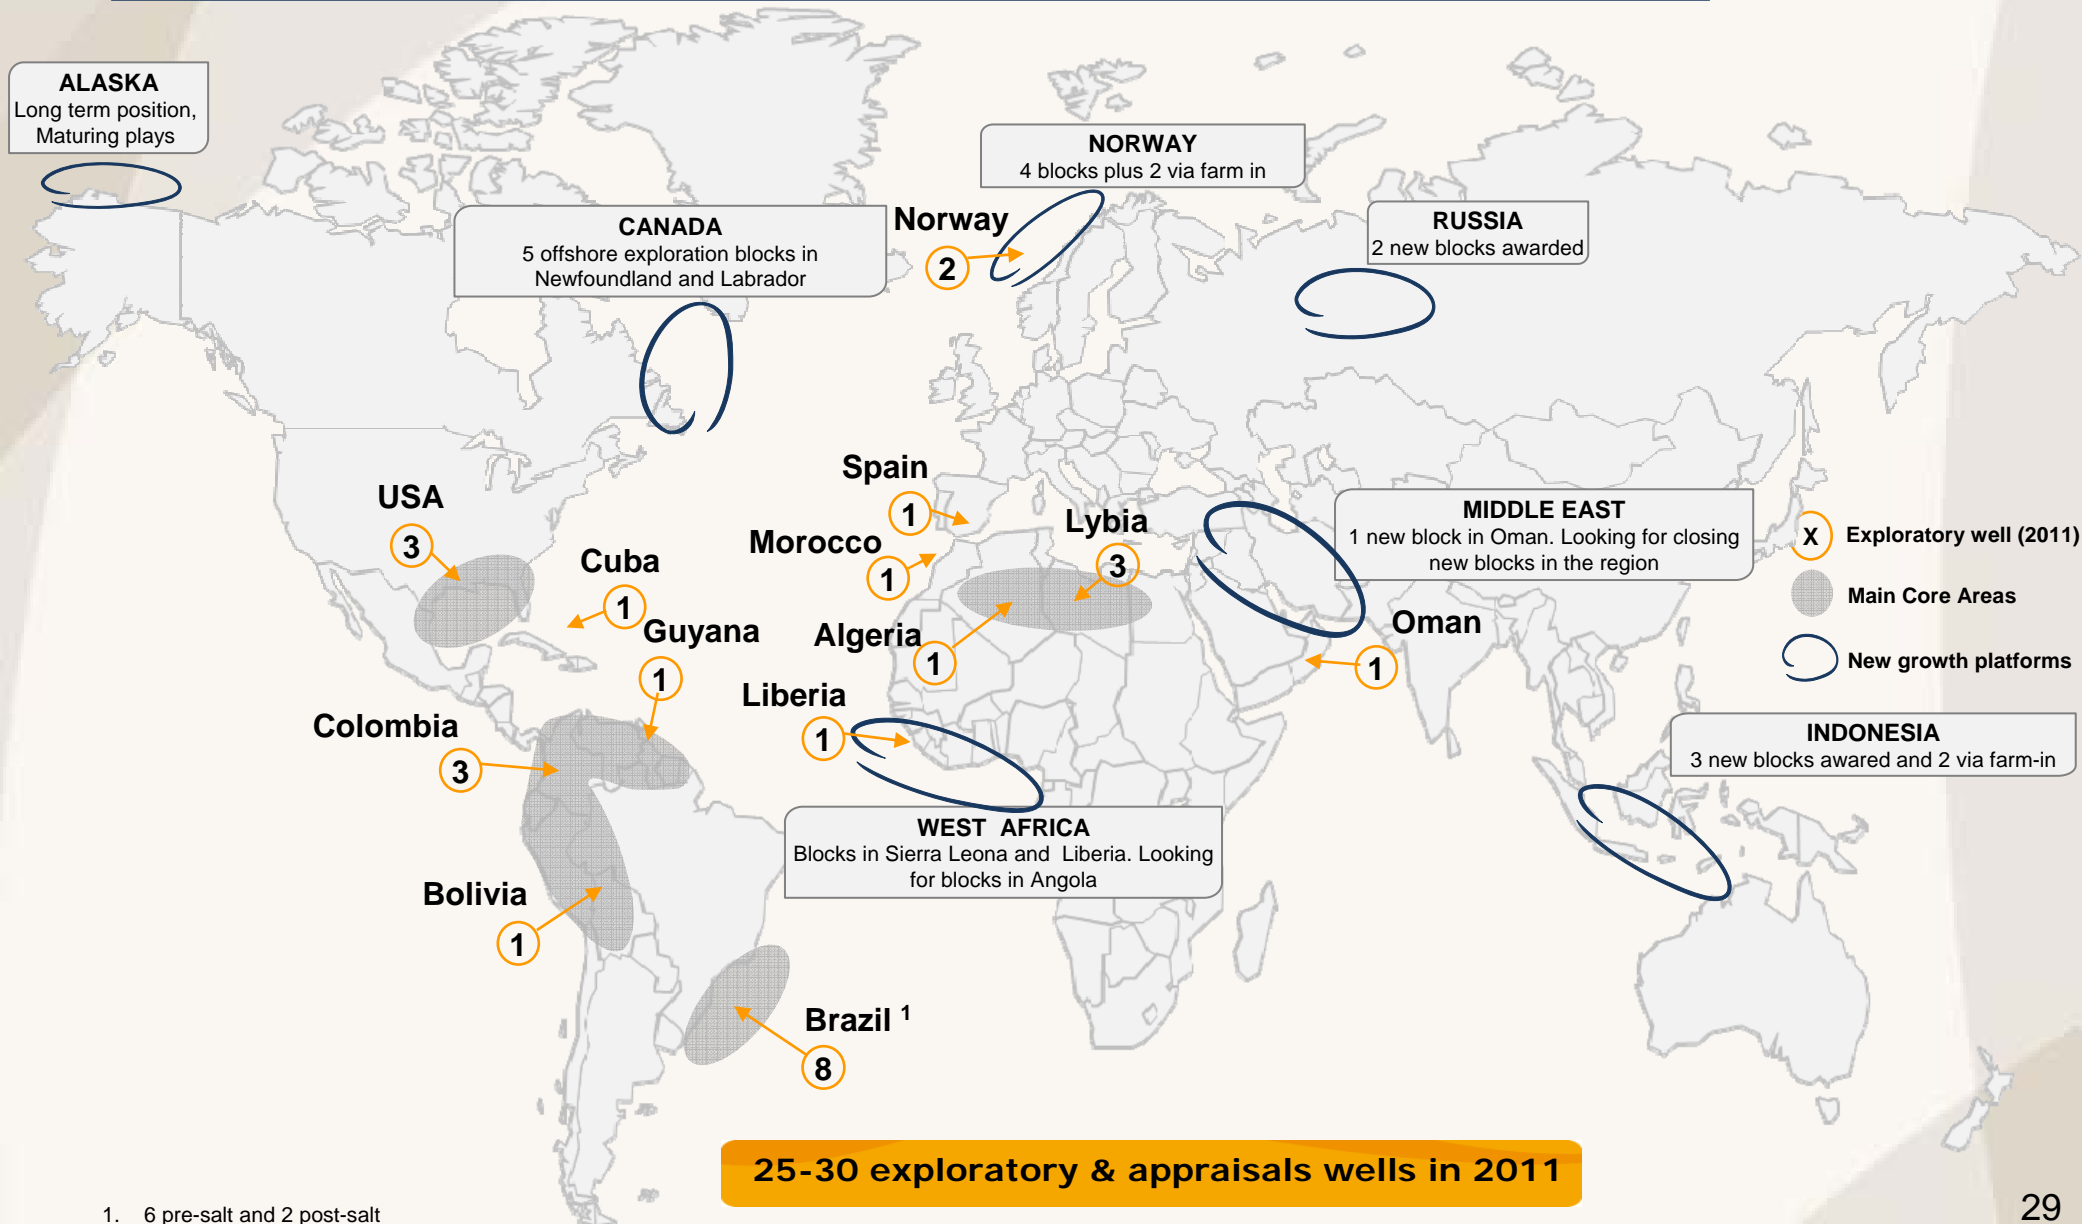 ALASKA
Long term position,
Maturing plays
NORWAY
4 blocks plus 2 via farm in
CANADA
5 offshore exploration blocks in
Newfoundland and Labrador
Norway
2
RUSSIA
2 new blocks awarded
USA
3
Spain
1
Morocco
1
Lybia
3
MIDDLE EAST
1 new block in Oman. Looking for closing
new blocks in the region
X Exploratory well (2011)
Main Core Areas
New growth platforms
Cuba
1
Guyana
1
Algeria
1
Oman
1
Liberia
1
Colombia
3
INDONESIA
3 new blocks awared and 2 via farm-in
WEST AFRICA
Blocks in Sierra Leona and Liberia. Looking
for blocks in Angola
Bolivia
1
Brazil 1
8
25-30 exploratory & appraisals wells in 2011
1. 6 pre-salt and 2 post-salt
29